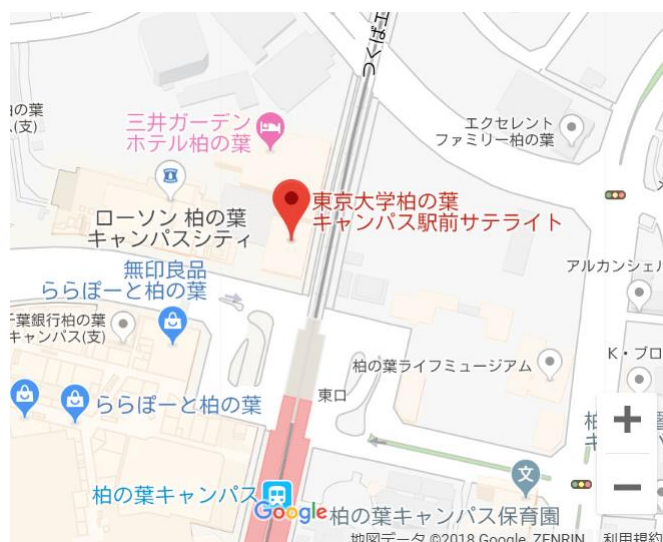 つくばエ
の葉
(支)
三井ガーデン
ホテル柏の葉
エクセレント
ファミリー柏の葉
東京大学柏の葉
キャンパス駅前サテライト
ローソン 柏の葉
キャンパスシティ
無印良品
ららぽーと柏の葉
アルカンシェル
千葉銀行柏の葉
キャンパス(支)
柏の葉ライフミュージアム
K・ブロ
ららぽーと柏の葉
東口
+
−
柏の葉キャンパス
Google
文
柏の葉キャンパス保育園
地図データ ©2018 Google, ZENRIN
利用規約